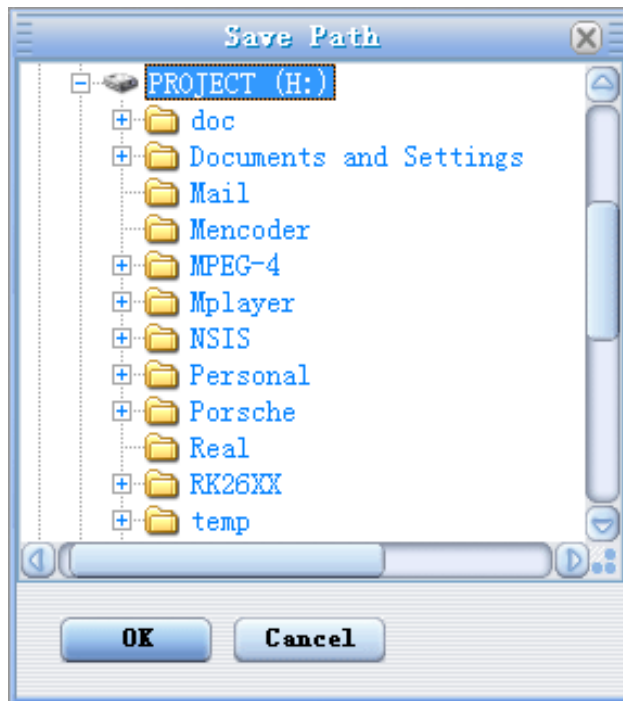 Save Path
PROJECT (H:)
doc
Documents and Settings
Mail
Mencoder
MPEG-4
Mplayer
NSIS
Personal
Porsche
Real
RK26XX
temp
OK Cancel